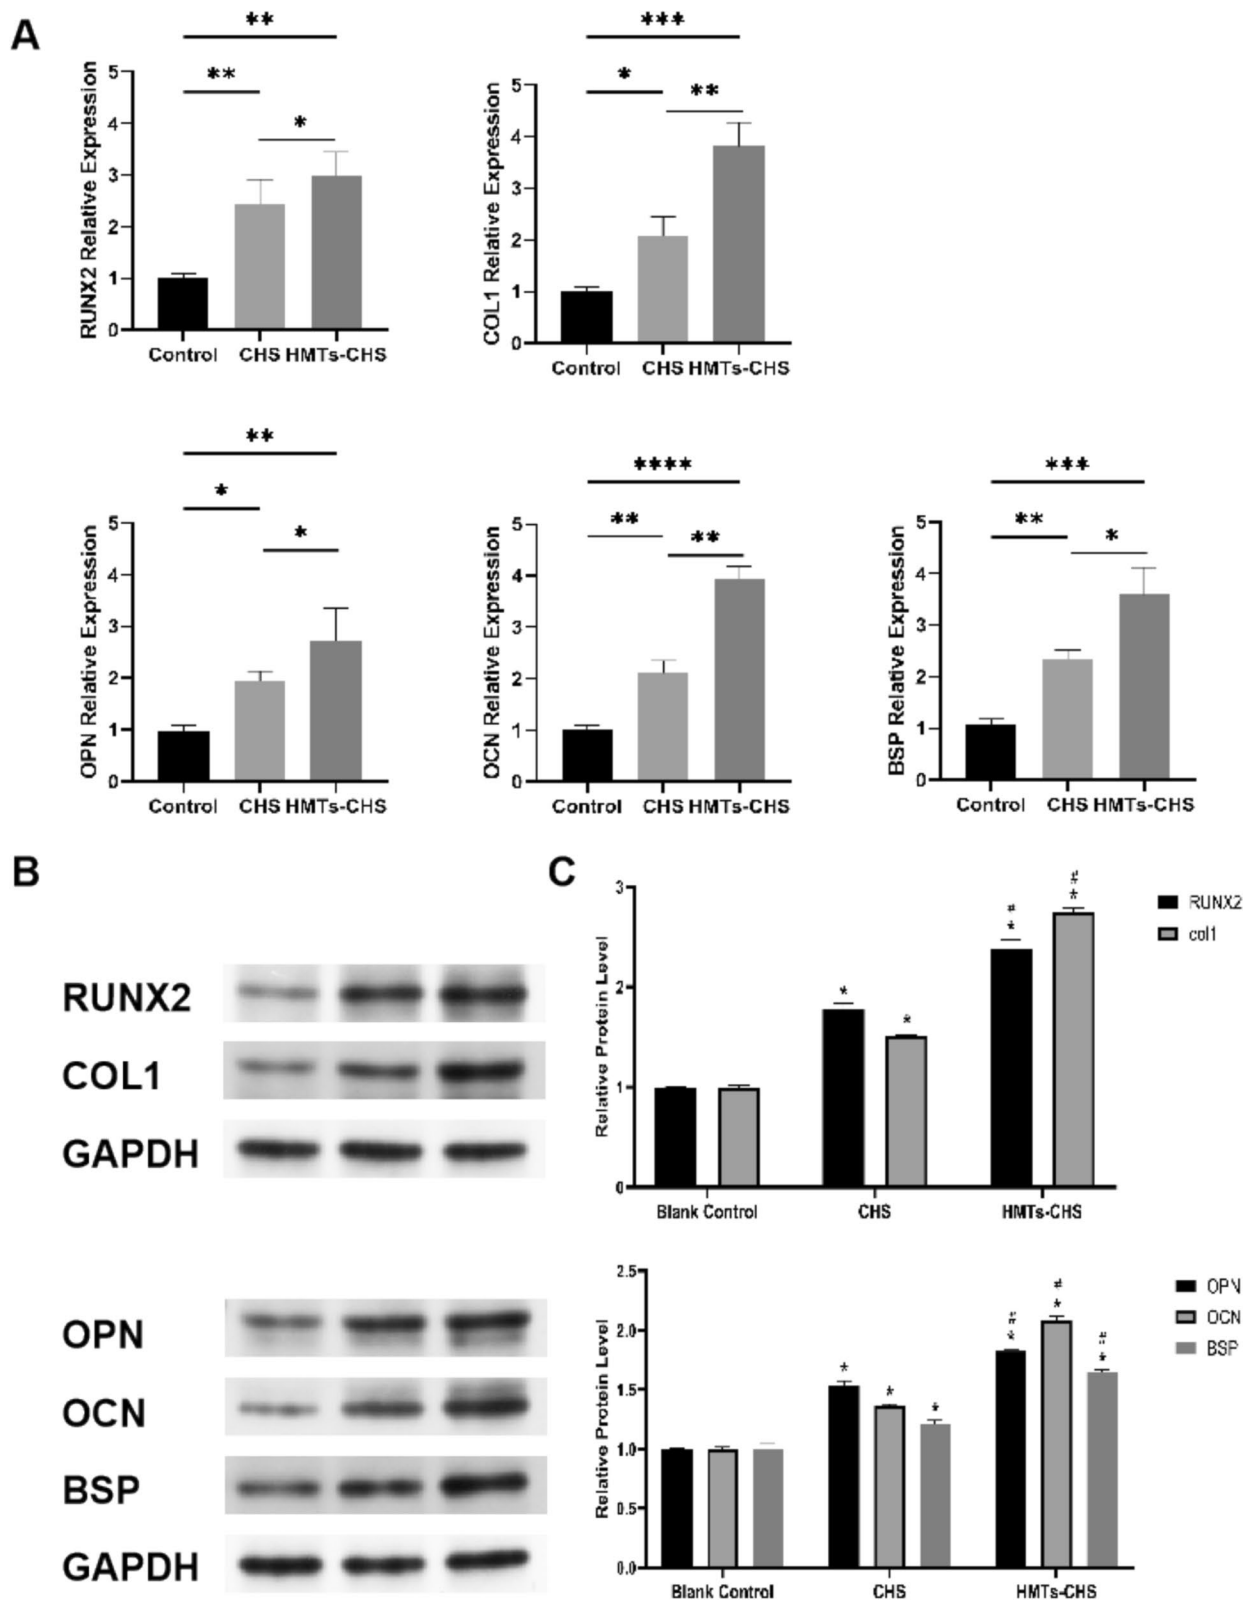 A
**
**
*
RUNX2 Relative Expression
5
4
3
2
1
0
Control CHS HMTs-CHS
***
*
**
COL1 Relative Expression
5
4
3
2
1
0
Control CHS HMTs-CHS
**
*
*
OPN Relative Expression
5
4
3
2
1
0
Control CHS HMTs-CHS
****
**
**
OCN Relative Expression
5
4
3
2
1
0
Control CHS HMTs-CHS
***
**
*
BSP Relative Expression
5
4
3
2
1
0
Control CHS HMTs-CHS
B
RUNX2
COL1
GAPDH
OPN
OCN
BSP
GAPDH
C
Relative Protein Level
3
2
1
0
*
*
#
*
#
*
Blank Control CHS HMTs-CHS
RUNX2
col1
Relative Protein Level
2.5
2.0
1.5
1.0
0.5
0.0
*
*
*
#
*
#
*
#
*
Blank Control CHS HMTs-CHS
OPN
OCN
BSP